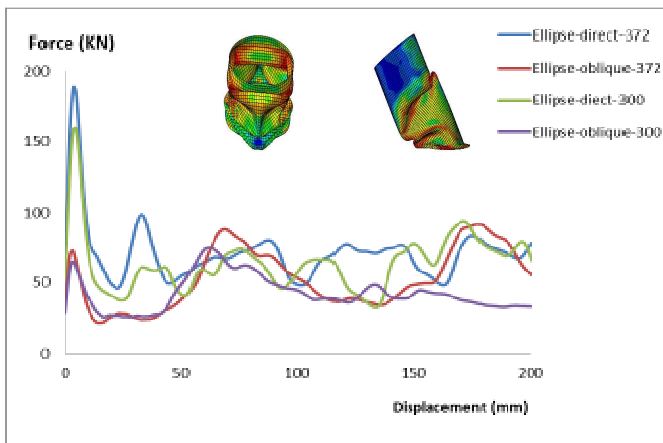 Force (KN)
200
150
100
50
0
0
50
100
150
200
Displacement (mm)
Ellipse-direct-372
Ellipse-oblique-372
Ellipse-diect-300
Ellipse-oblique-300